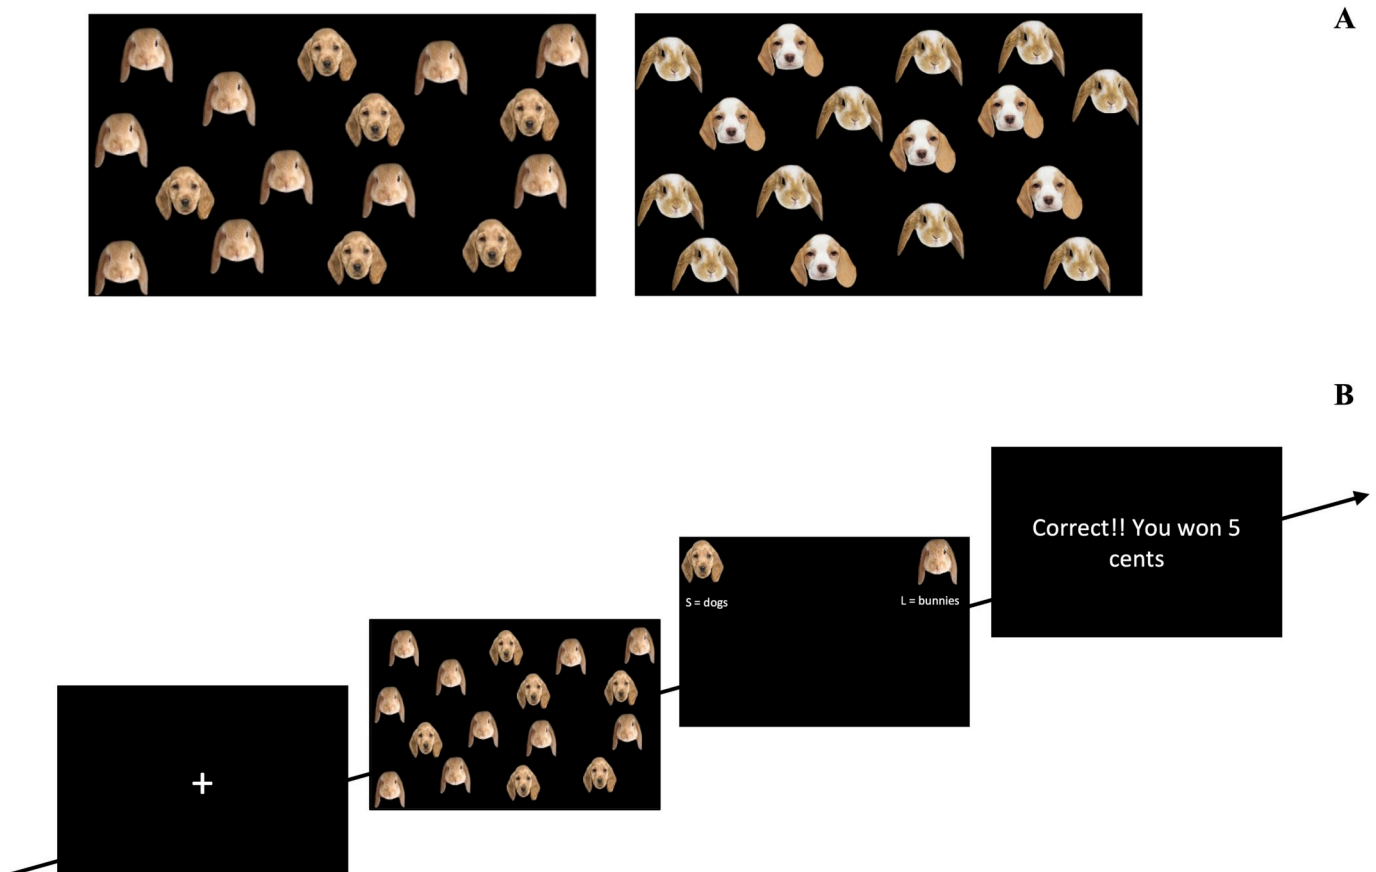 A
B
Correct!! You won 5
cents
S = dogs
L = bunnies
+